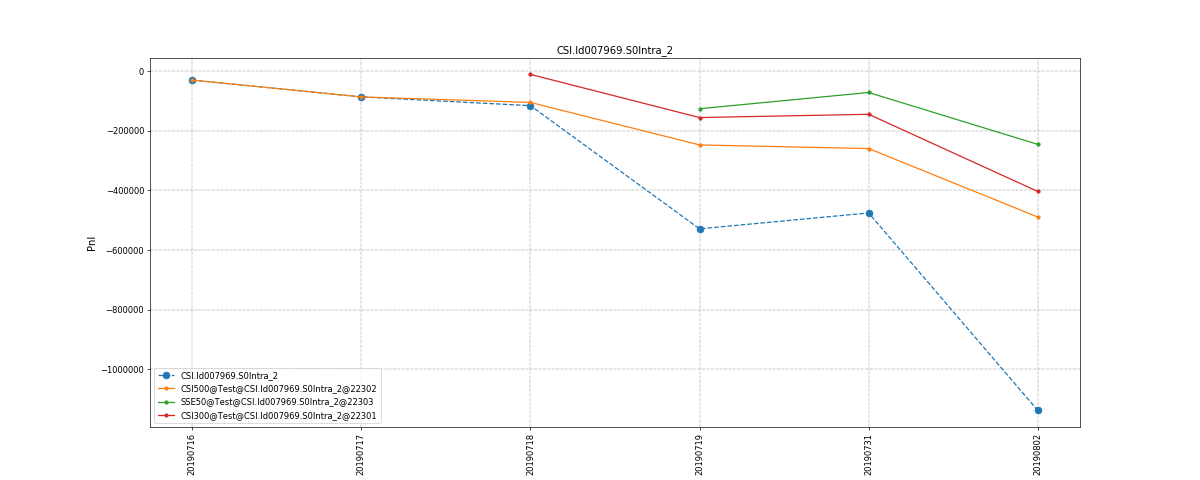 CSI.Id007969.S0Intra_2
0
−200000
−400000
−600000
−800000
−1000000
Pnl
CSI.Id007969.S0Intra_2
CSI500@Test@CSI.Id007969.S0Intra_2@22302
SSE50@Test@CSI.Id007969.S0Intra_2@22303
CSI300@Test@CSI.Id007969.S0Intra_2@22301
20190716
20190717
20190718
20190719
20190731
20190802